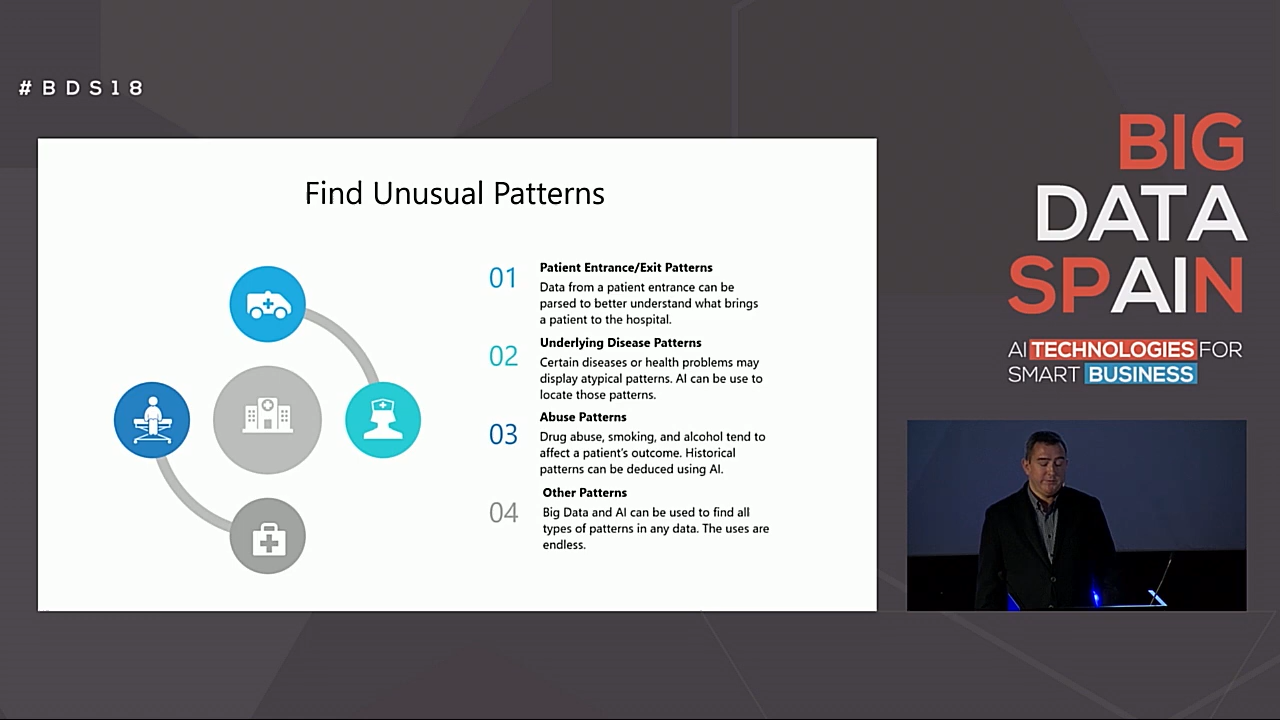 #BDS18
Find Unusual Patterns
01
Patient Entrance/Exit Patterns
Data from a patient entrance can be
parsed to better understand what brings
a patient to the hospital.
02
Underlying Disease Patterns
Certain diseases or health problems may
display atypical patterns. AI can be use to
locate those patterns.
03
Abuse Patterns
Drug abuse, smoking, and alcohol tend to
affect a patient's outcome. Historical
patterns can be deduced using AI.
04
Other Patterns
Big Data and AI can be used to find all
types of patterns in any data. The uses are
endless.
BIG
DATA
SPAIN
AI TECHNOLOGIES FOR
SMART BUSINESS